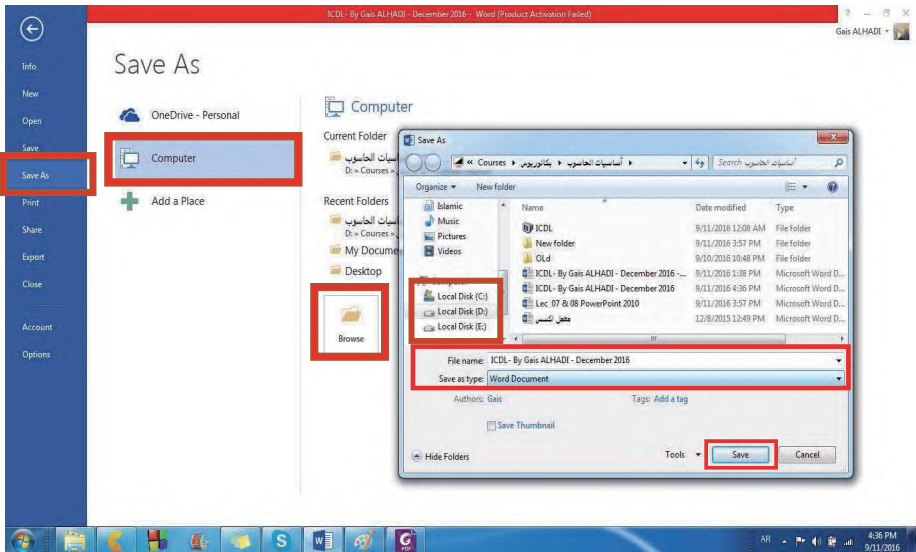 ICDL- By Gais ALHADI - December 2016 - Word (Product Activation Failed)
Gais ALHADI
Info
New
Open
Save
Save As
Print
Share
Export
Close
Account
Options
Save As
OneDrive - Personal
Computer
Add a Place
Computer
Current Folder
D: » Courses »
Recent Folders
D: » Courses »
My Docume
Desktop
Browse
Save As
« Courses ▸ بكالوريوس ▸ أساسيات الحاسوب ▸
Search أساسيات الحاسوب
Organize
New folder
Islamic
Music
Pictures
Videos
Computer
Local Disk (C:)
Local Disk (D:)
Local Disk (E:)
Name Date modified Type
ICDL 9/11/2016 12:08 AM File folder
New folder 9/11/2016 3:57 PM File folder
OLd 9/10/2016 10:48 PM File folder
ICDL- By Gais ALHADI - December 2016 -... 9/11/2016 1:38 PM Microsoft Word D...
ICDL- By Gais ALHADI - December 2016 9/11/2016 4:36 PM Microsoft Word D...
Lec 07 & 08 PowerPoint 2010 9/11/2016 3:57 PM Microsoft Word D...
12/8/2015 12:49 PM Microsoft Word D...
File name: ICDL- By Gais ALHADI - December 2016
Save as type: Word Document
Authors: Gais
Tags: Add a tag
Save Thumbnail
Hide Folders
Tools
Save
Cancel
AR
4:36 PM
9/11/2016